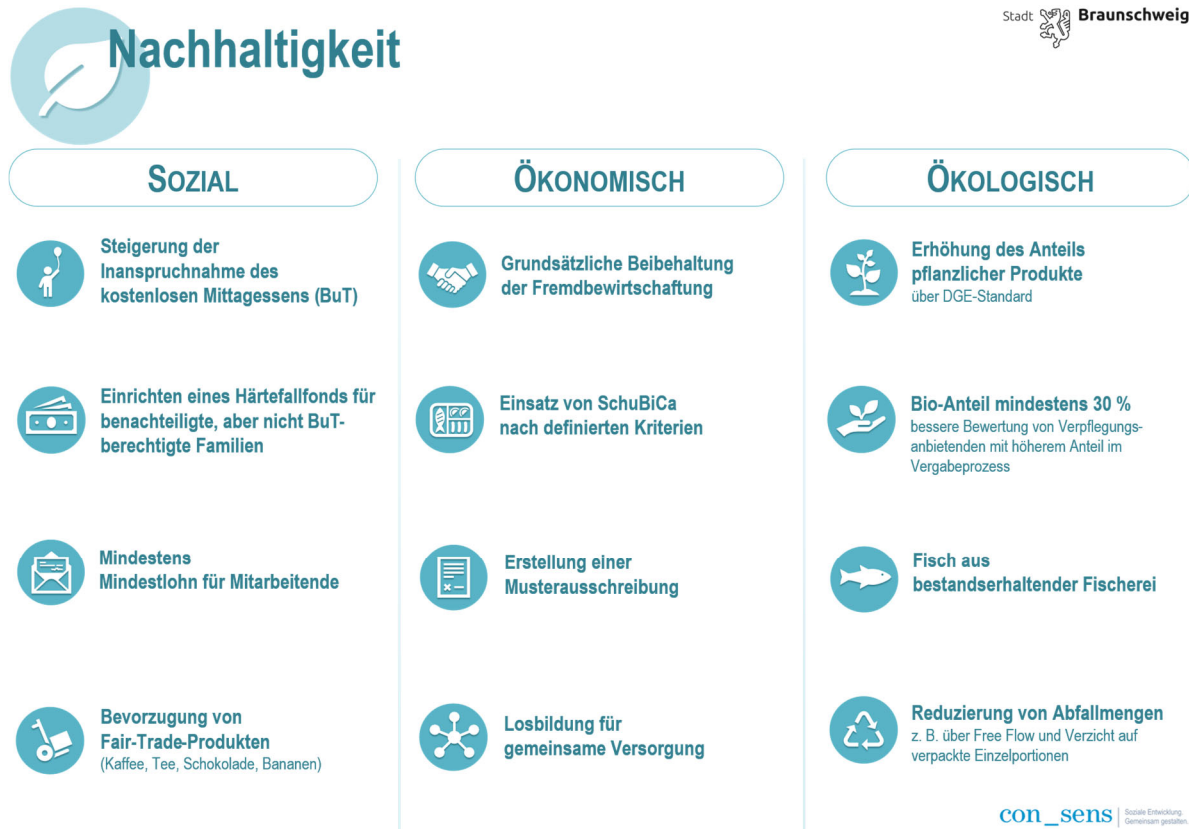 Nachhaltigkeit
Stadt Braunschweig
SOZIAL
Steigerung der
Inanspruchnahme des
kostenlosen Mittagessens (BuT)
Einrichten eines Härtefallfonds für
benachteiligte, aber nicht BuT-
berechtigte Familien
Mindestens
Mindestlohn für Mitarbeitende
Bevorzugung von
Fair-Trade-Produkten
(Kaffee, Tee, Schokolade, Bananen)
ÖKONOMISCH
Grundsätzliche Beibehaltung
der Fremdbewirtschaftung
Einsatz von SchuBiCa
nach definierten Kriterien
Erstellung einer
Musterausschreibung
Losbildung für
gemeinsame Versorgung
ÖKOLOGISCH
Erhöhung des Anteils
pflanzlicher Produkte
über DGE-Standard
Bio-Anteil mindestens 30 %
bessere Bewertung von Verpflegungs-
anbietenden mit höherem Anteil im
Vergabeprozess
Fisch aus
bestandserhaltender Fischerei
Reduzierung von Abfallmengen
z. B. über Free Flow und Verzicht auf
verpackte Einzelportionen
con_sens
Soziale Entwicklung.
Gemeinsam gestalten.